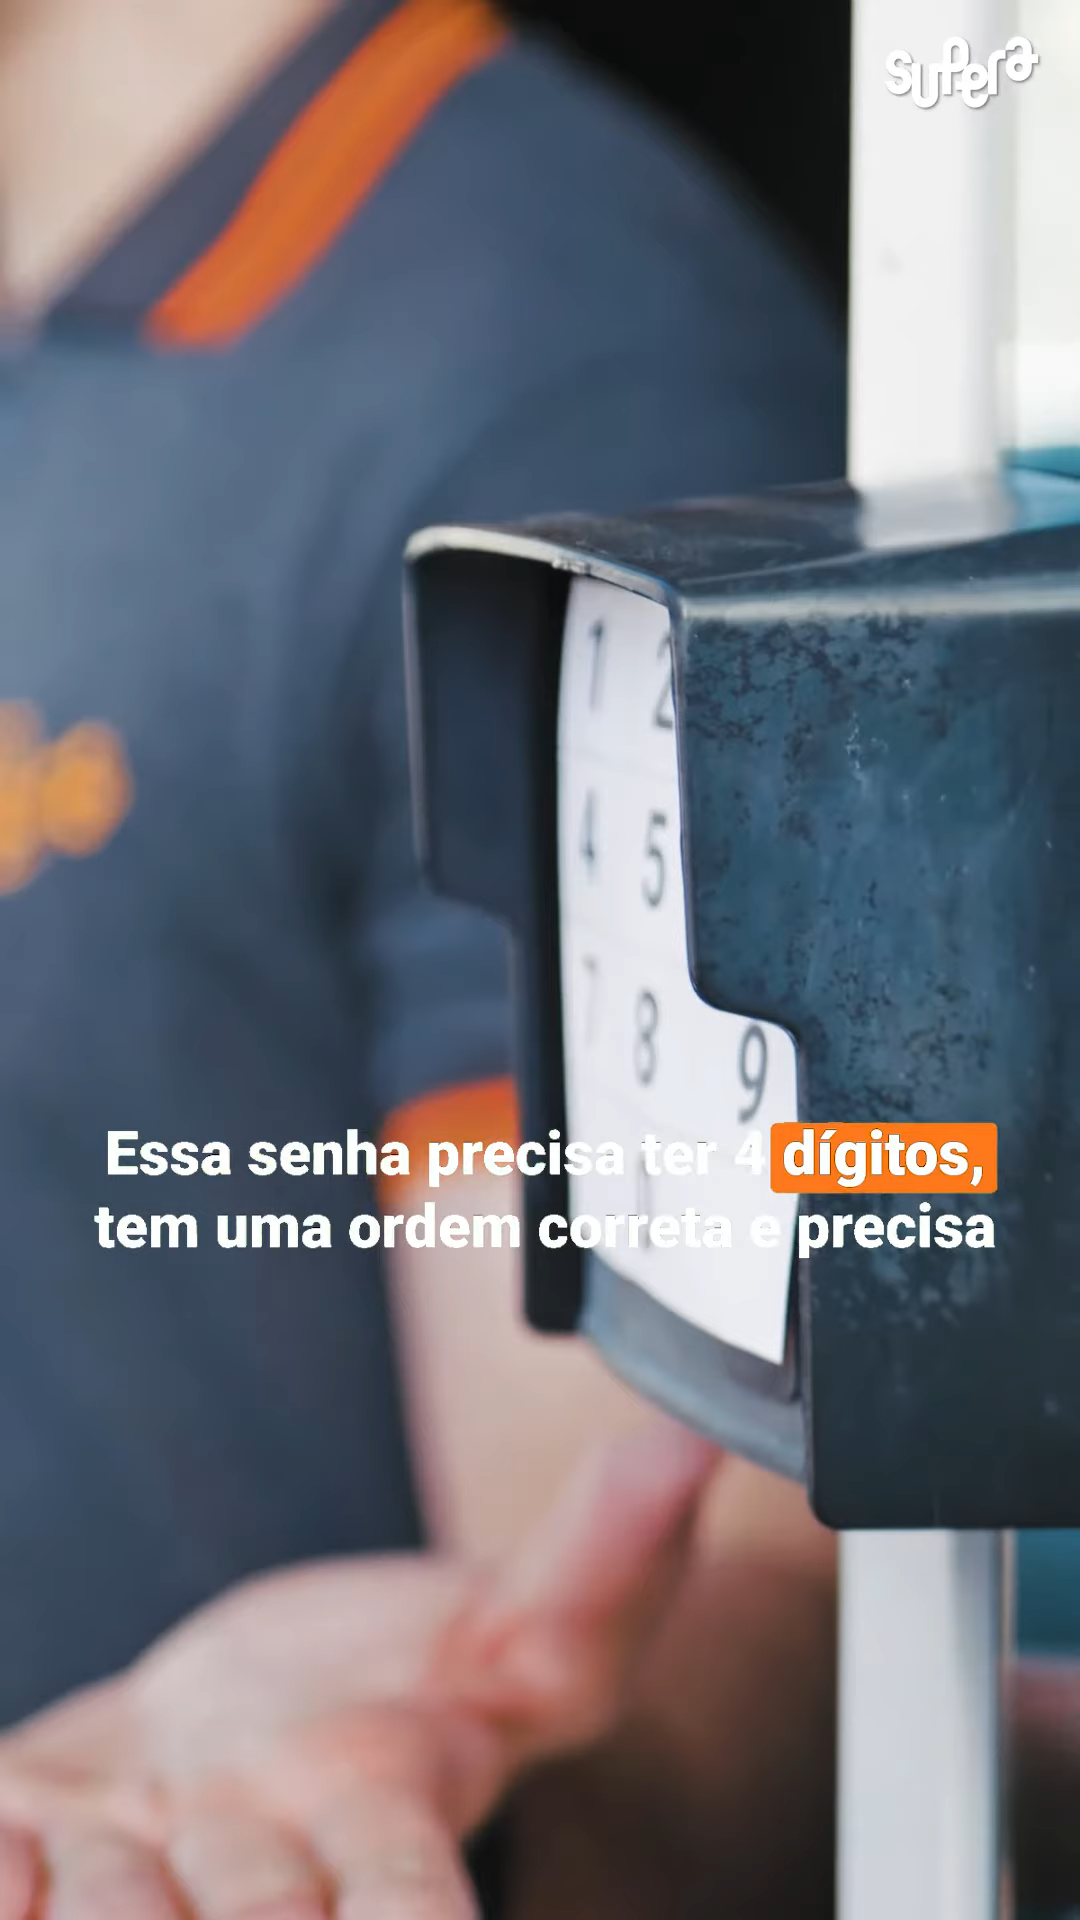 supera
1 2
4 5
7 8 9
Essa senha precisa ter 4 dígitos,
tem uma ordem correta e precisa